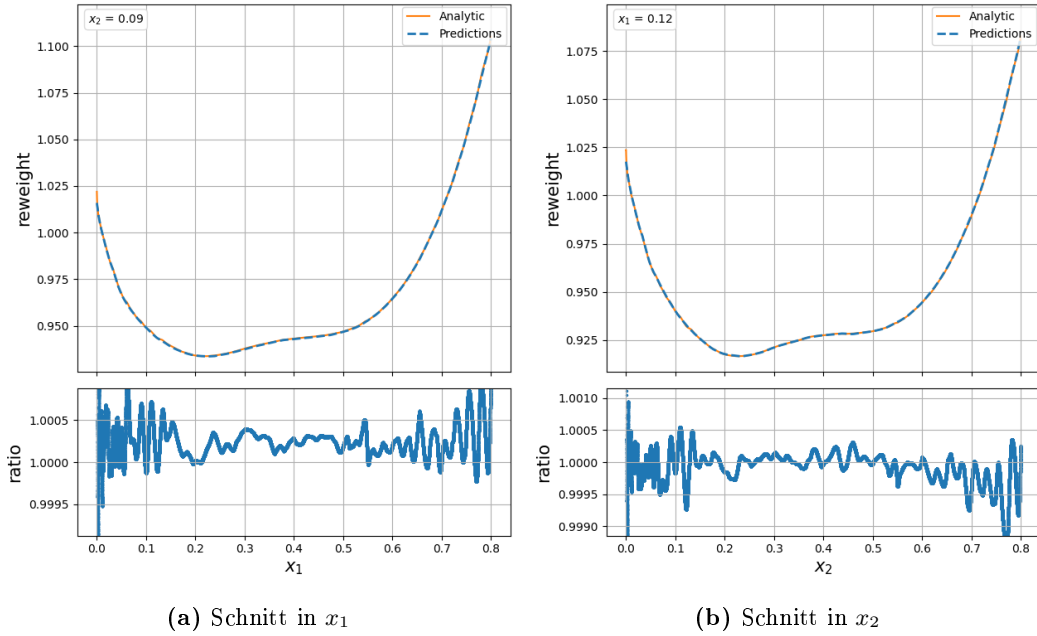 x₂ = 0.09
Analytic
Predictions
1.100
1.075
1.050
1.025
1.000
0.975
0.950
reweight
1.0005
1.0000
0.9995
ratio
0.0 0.1 0.2 0.3 0.4 0.5 0.6 0.7 0.8
x₁
(a) Schnitt in x₁
x₁ = 0.12
Analytic
Predictions
1.075
1.050
1.025
1.000
0.975
0.950
0.925
reweight
1.0010
1.0005
1.0000
0.9995
0.9990
ratio
0.0 0.1 0.2 0.3 0.4 0.5 0.6 0.7 0.8
x₂
(b) Schnitt in x₂